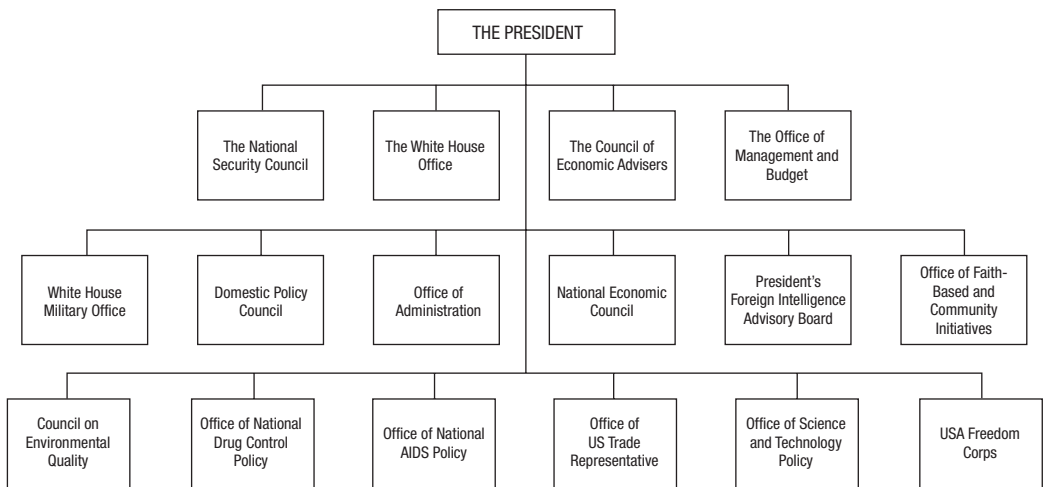 THE PRESIDENT
The National
Security Council
The White House
Office
The Council of
Economic Advisers
The Office of
Management and
Budget
White House
Military Office
Domestic Policy
Council
Office of
Administration
National Economic
Council
President’s
Foreign Intelligence
Advisory Board
Office of Faith-
Based and
Community
Initiatives
Council on
Environmental
Quality
Office of National
Drug Control
Policy
Office of National
AIDS Policy
Office of
US Trade
Representative
Office of Science
and Technology
Policy
USA Freedom
Corps